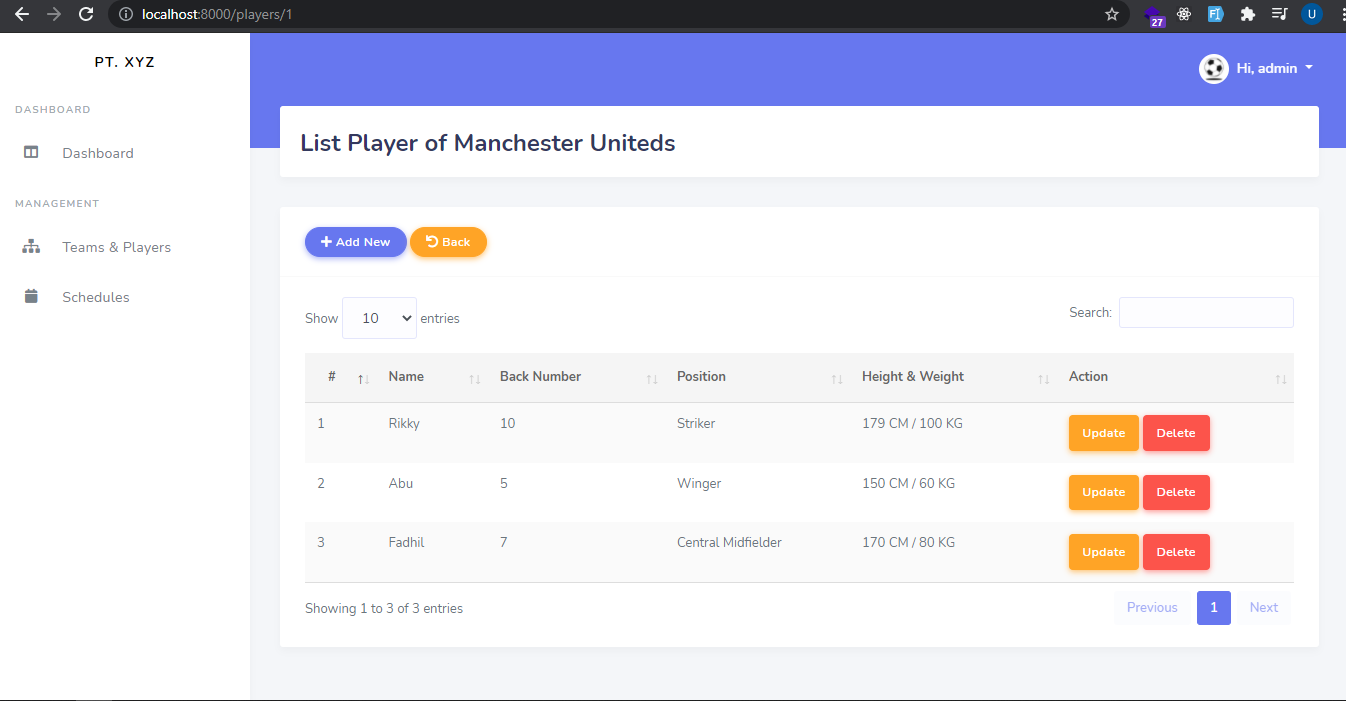 localhost:8000/players/1
27
U
PT. XYZ
Hi, admin
DASHBOARD
Dashboard
MANAGEMENT
Teams & Players
Schedules
List Player of Manchester Uniteds
Add New Back
Show 10 entries
Search:
# Name Back Number Position Height & Weight Action
1 Rikky 10 Striker 179 CM / 100 KG Update Delete
2 Abu 5 Winger 150 CM / 60 KG Update Delete
3 Fadhil 7 Central Midfielder 170 CM / 80 KG Update Delete
Showing 1 to 3 of 3 entries
Previous 1 Next